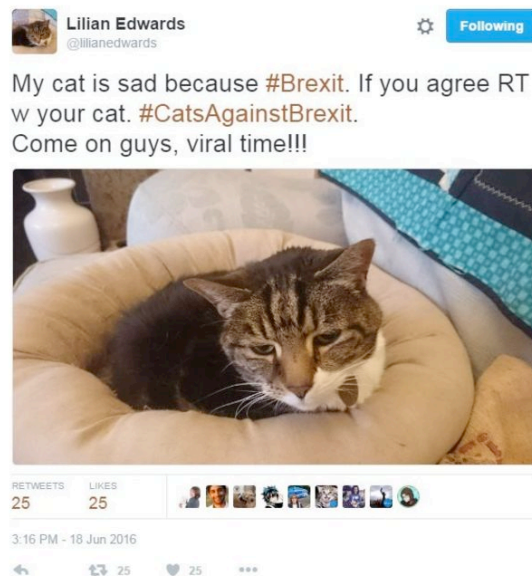 Lilian Edwards
@lilianedwards
Following
My cat is sad because #Brexit. If you agree RT
w your cat. #CatsAgainstBrexit.
Come on guys, viral time!!!
RETWEETS LIKES
25 25
3:16 PM - 18 Jun 2016
25 25